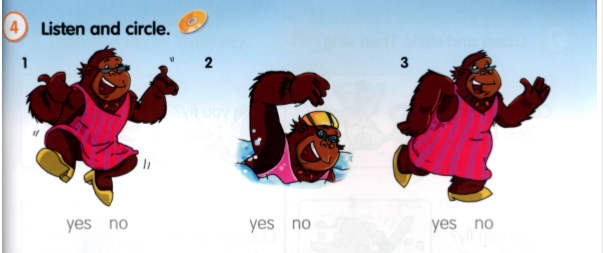 4 Listen and circle.
1 2 3
yes no yes no yes no